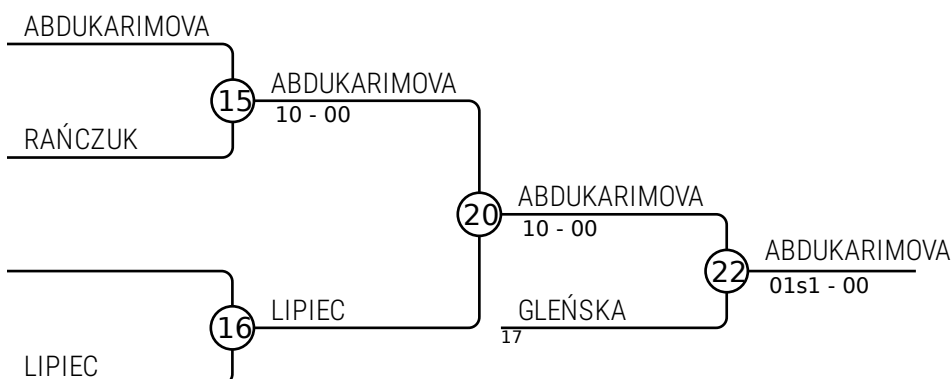 ABDUKARIMOVA
15
ABDUKARIMOVA
10 - 00
RAŃCZUK
20
ABDUKARIMOVA
10 - 00
22
ABDUKARIMOVA
01s1 - 00
16
LIPIEC
GLEŃSKA
17
LIPIEC